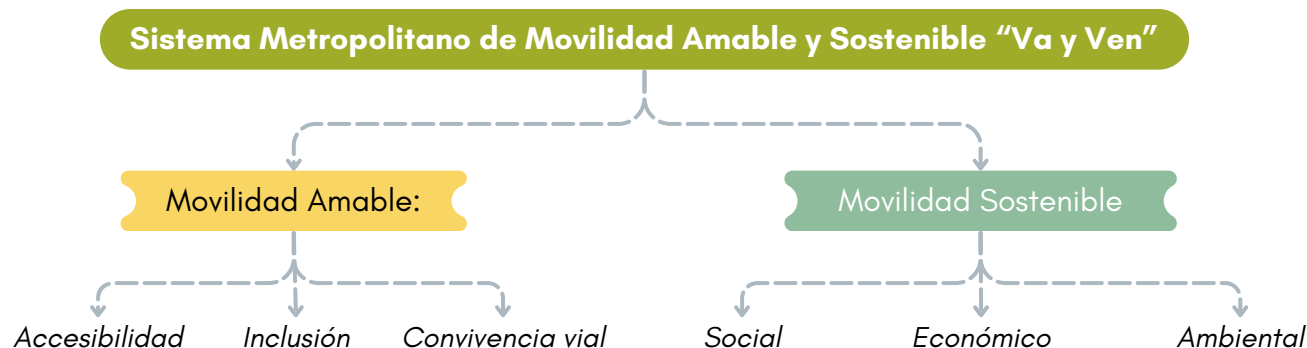 Sistema Metropolitano de Movilidad Amable y Sostenible “Va y Ven”
Movilidad Amable:
Movilidad Sostenible
Accesibilidad
Inclusión
Convivencia vial
Social
Económico
Ambiental